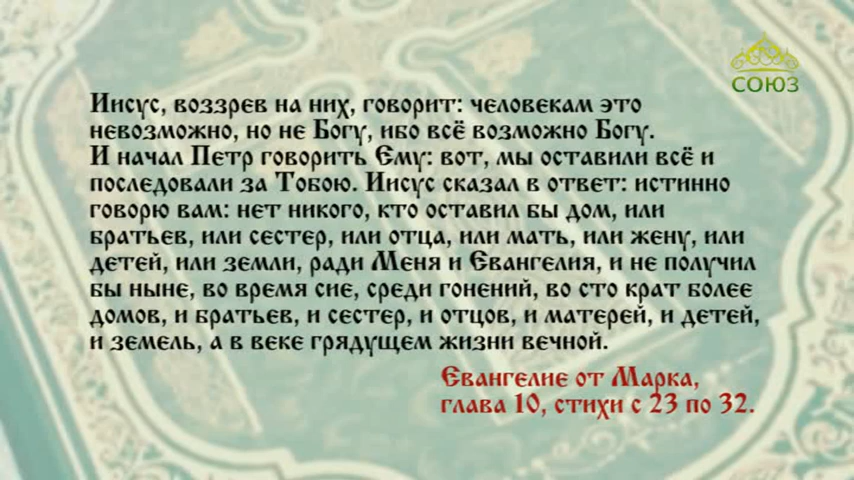 СОЮЗ
Иисус, воззрев на них, говорит: человекам это
невозможно, но не Богу, ибо всё возможно Богу.
И начал Петр говорить Ему: вот, мы оставили всё и
последовали за Тобою. Иисус сказал в ответ: истинно
говорю вам: нет никого, кто оставил бы дом, или
братьев, или сестер, или отца, или мать, или жену, или
детей, или земли, ради Меня и Евангелия, и не получил
бы ныне, во время сие, среди гонений, во сто крат более
домов, и братьев, и сестер, и отцов, и матерей, и детей,
и земель, а в веке грядущем жизни вечной.
Евангелие от Марка,
глава 10, стихи с 23 по 32.